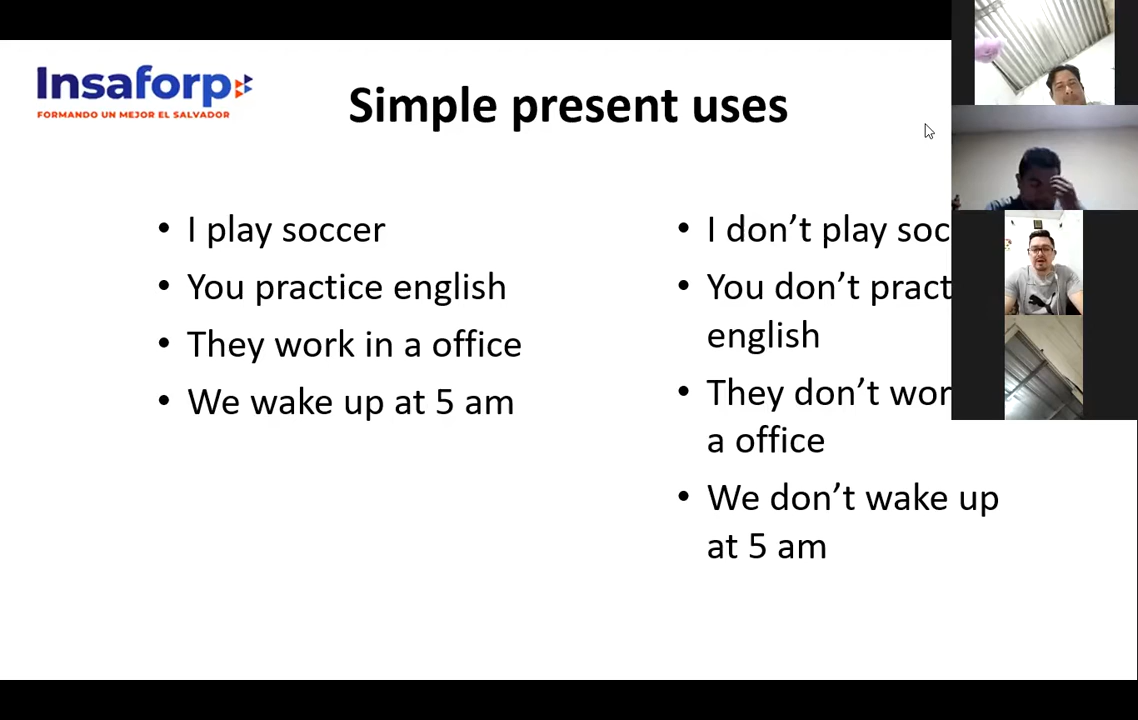 Insaforp
FORMANDO UN MEJOR EL SALVADOR
Simple present uses
• I play soccer
• You practice english
• They work in a office
• We wake up at 5 am
• I don’t play soc
• You don’t pract
english
• They don’t wor
a office
• We don’t wake up
at 5 am